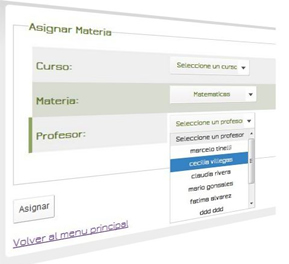 Asignar Materia
Curso: Seleccione un curso
Materia: Matematicas
Profesor: Seleccione un profeso
Seleccione un profesor
marcelo tinelli
cecilia villegas
claudia rivera
mario gonsales
fatima alvarez
ddd ddd
Asignar
Volver al menu principal